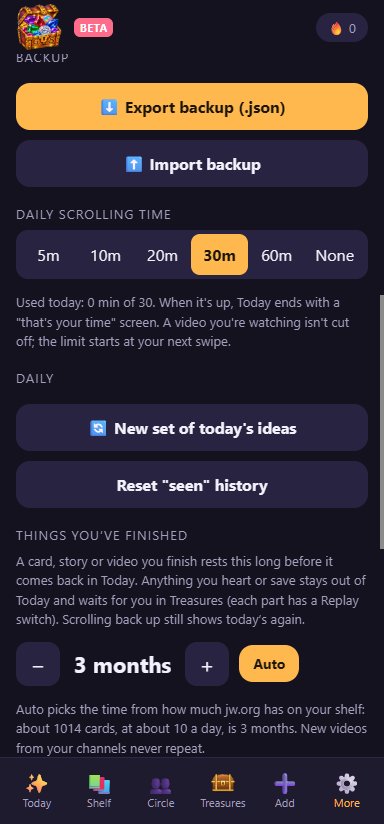 BETA
0
BACKUP
Export backup (.json)
Import backup
DAILY SCROLLING TIME
5m 10m 20m 30m 60m None
Used today: 0 min of 30. When it's up, Today ends with a
"that's your time" screen. A video you're watching isn't cut
off; the limit starts at your next swipe.
DAILY
New set of today's ideas
Reset "seen" history
THINGS YOU'VE FINISHED
A card, story or video you finish rests this long before it
comes back in Today. Anything you heart or save stays out of
Today and waits for you in Treasures (each part has a Replay
switch). Scrolling back up still shows today's again.
– 3 months + Auto
Auto picks the time from how much jw.org has on your shelf:
about 1014 cards, at about 10 a day, is 3 months. New videos
from your channels never repeat.
Today Shelf Circle Treasures Add More